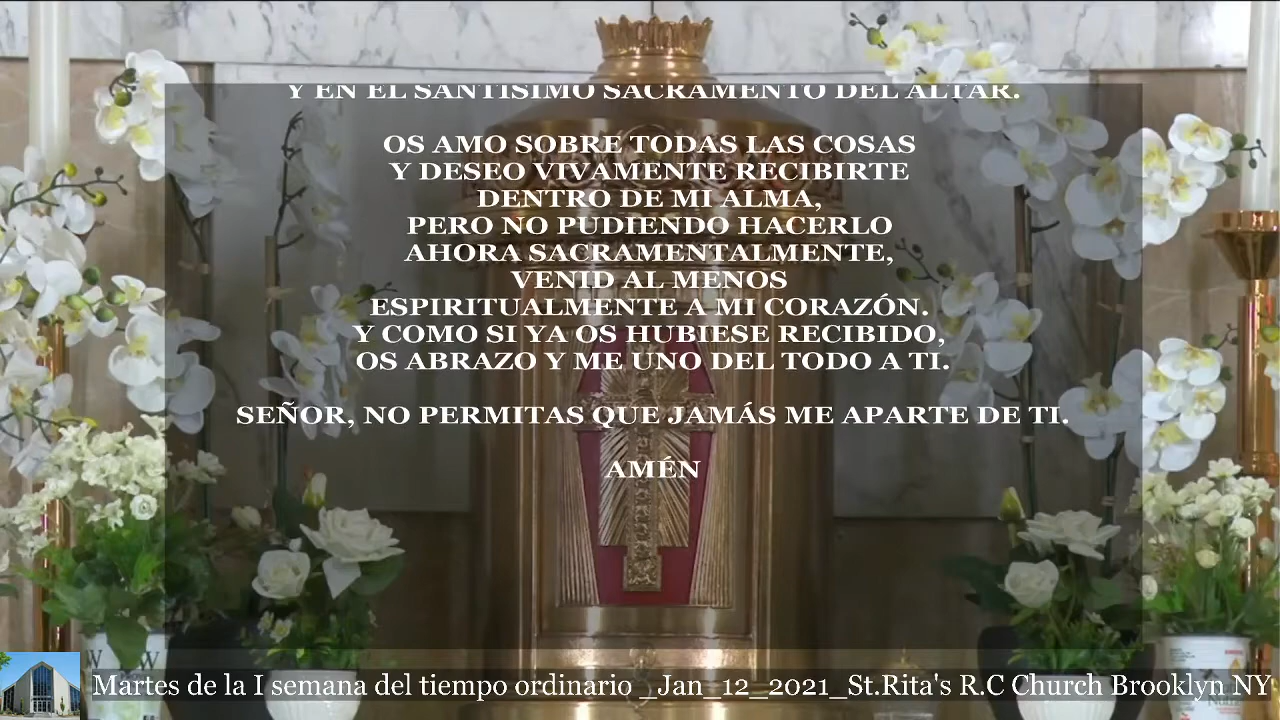 Y EN EL SANTÍSIMO SACRAMENTO DEL ALTAR.
OS AMO SOBRE TODAS LAS COSAS
Y DESEO VIVAMENTE RECIBIRTE
DENTRO DE MI ALMA,
PERO NO PUDIENDO HACERLO
AHORA SACRAMENTALMENTE,
VENID AL MENOS
ESPIRITUALMENTE A MI CORAZÓN.
Y COMO SI YA OS HUBIESE RECIBIDO,
OS ABRAZO Y ME UNO DEL TODO A TI.
SEÑOR, NO PERMITAS QUE JAMÁS ME APARTE DE TI.
AMÉN
Martes de la I semana del tiempo ordinario _Jan_12_2021_St.Rita's R.C Church Brooklyn NY